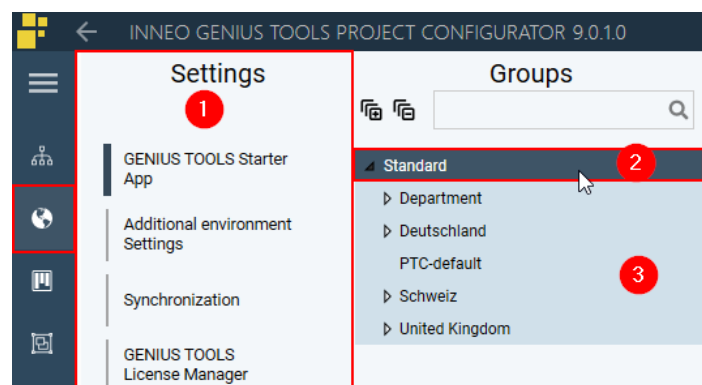 INNEO GENIUS TOOLS PROJECT CONFIGURATOR 9.0.1.0
Settings
1
GENIUS TOOLS Starter
App
Additional environment
Settings
Synchronization
GENIUS TOOLS
License Manager
Groups
Standard
2
Department
Deutschland
PTC-default
3
Schweiz
United Kingdom